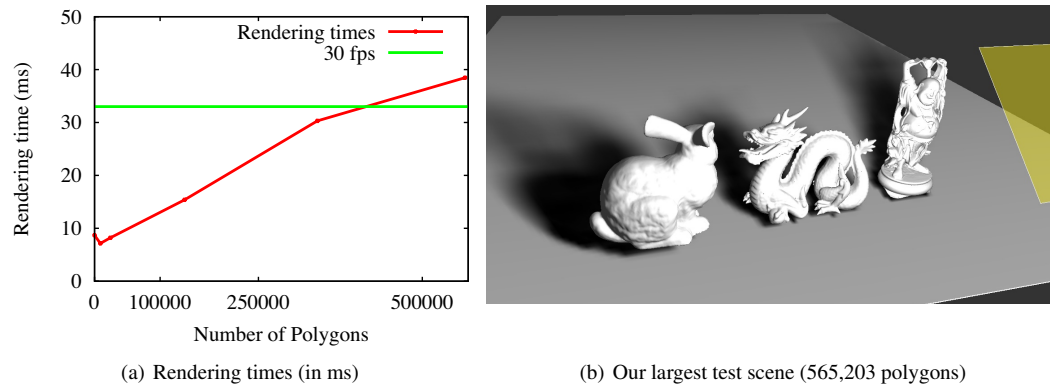 Rendering times
30 fps
50
40
30
20
10
0
Rendering time (ms)
0 100000 250000 500000
Number of Polygons
(a) Rendering times (in ms)
(b) Our largest test scene (565,203 polygons)